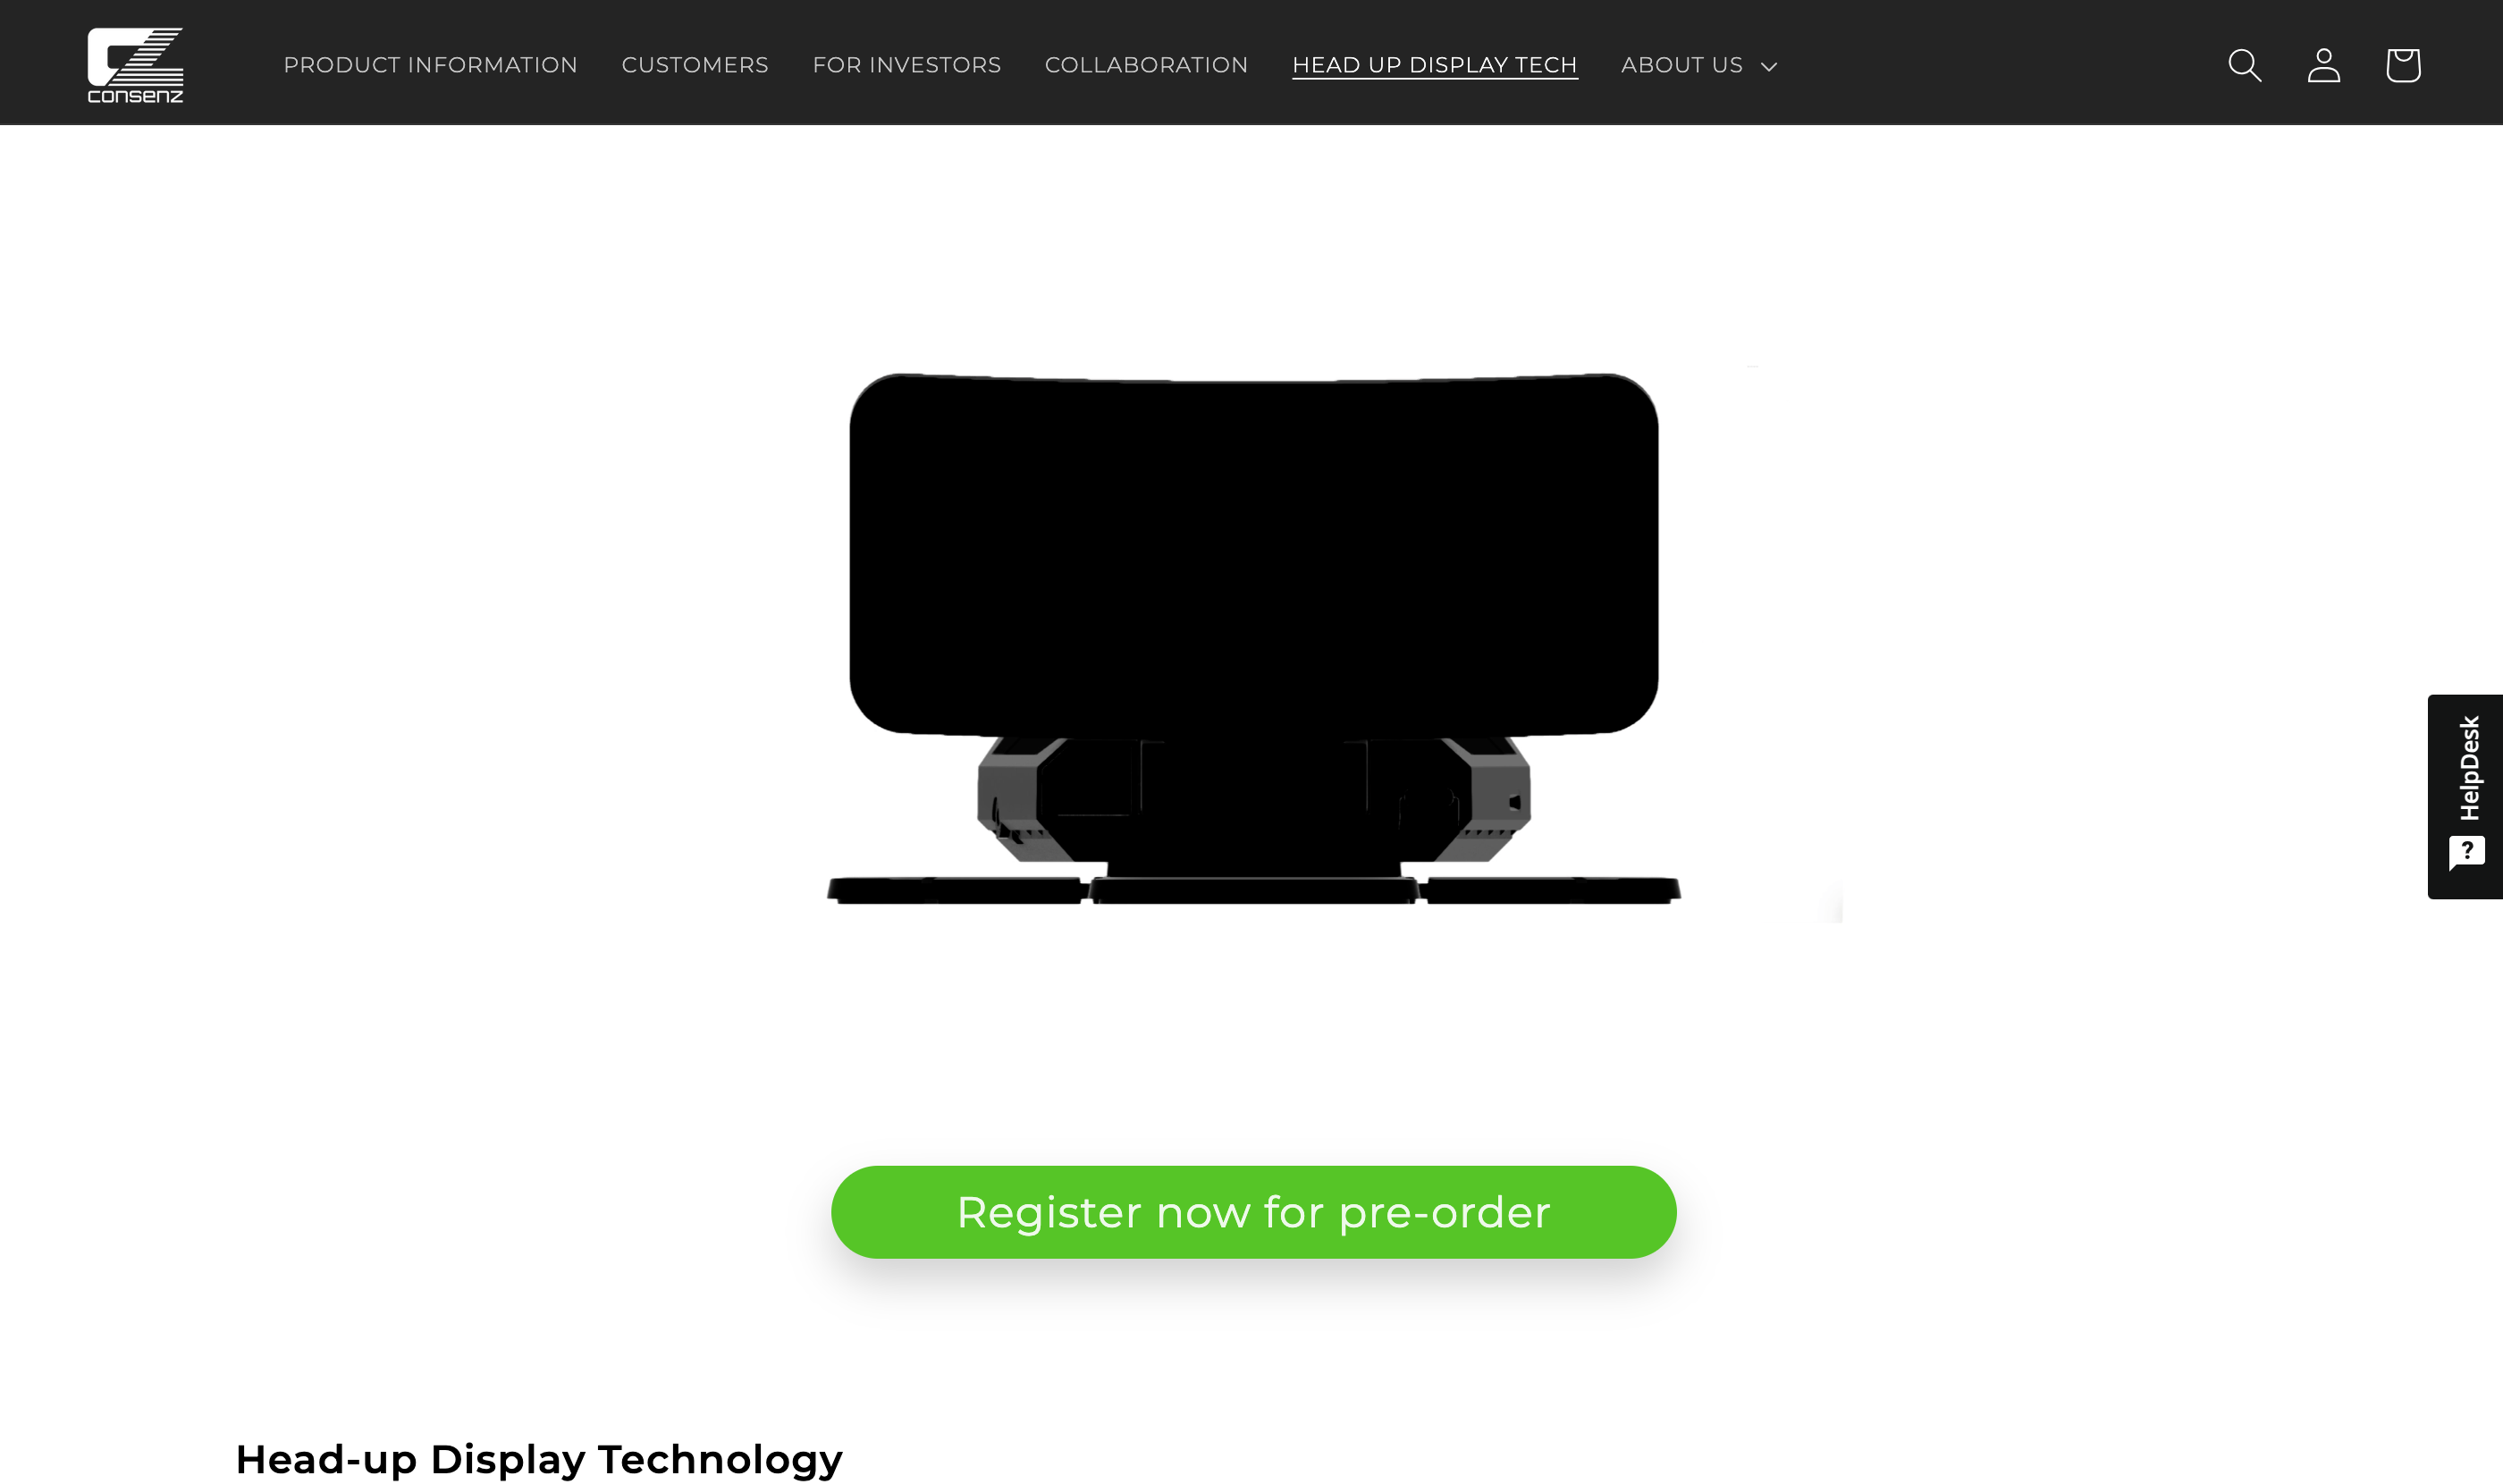 consenz
PRODUCT INFORMATION
CUSTOMERS
FOR INVESTORS
COLLABORATION
HEAD UP DISPLAY TECH
ABOUT US
HelpDesk
Register now for pre-order
Head-up Display Technology